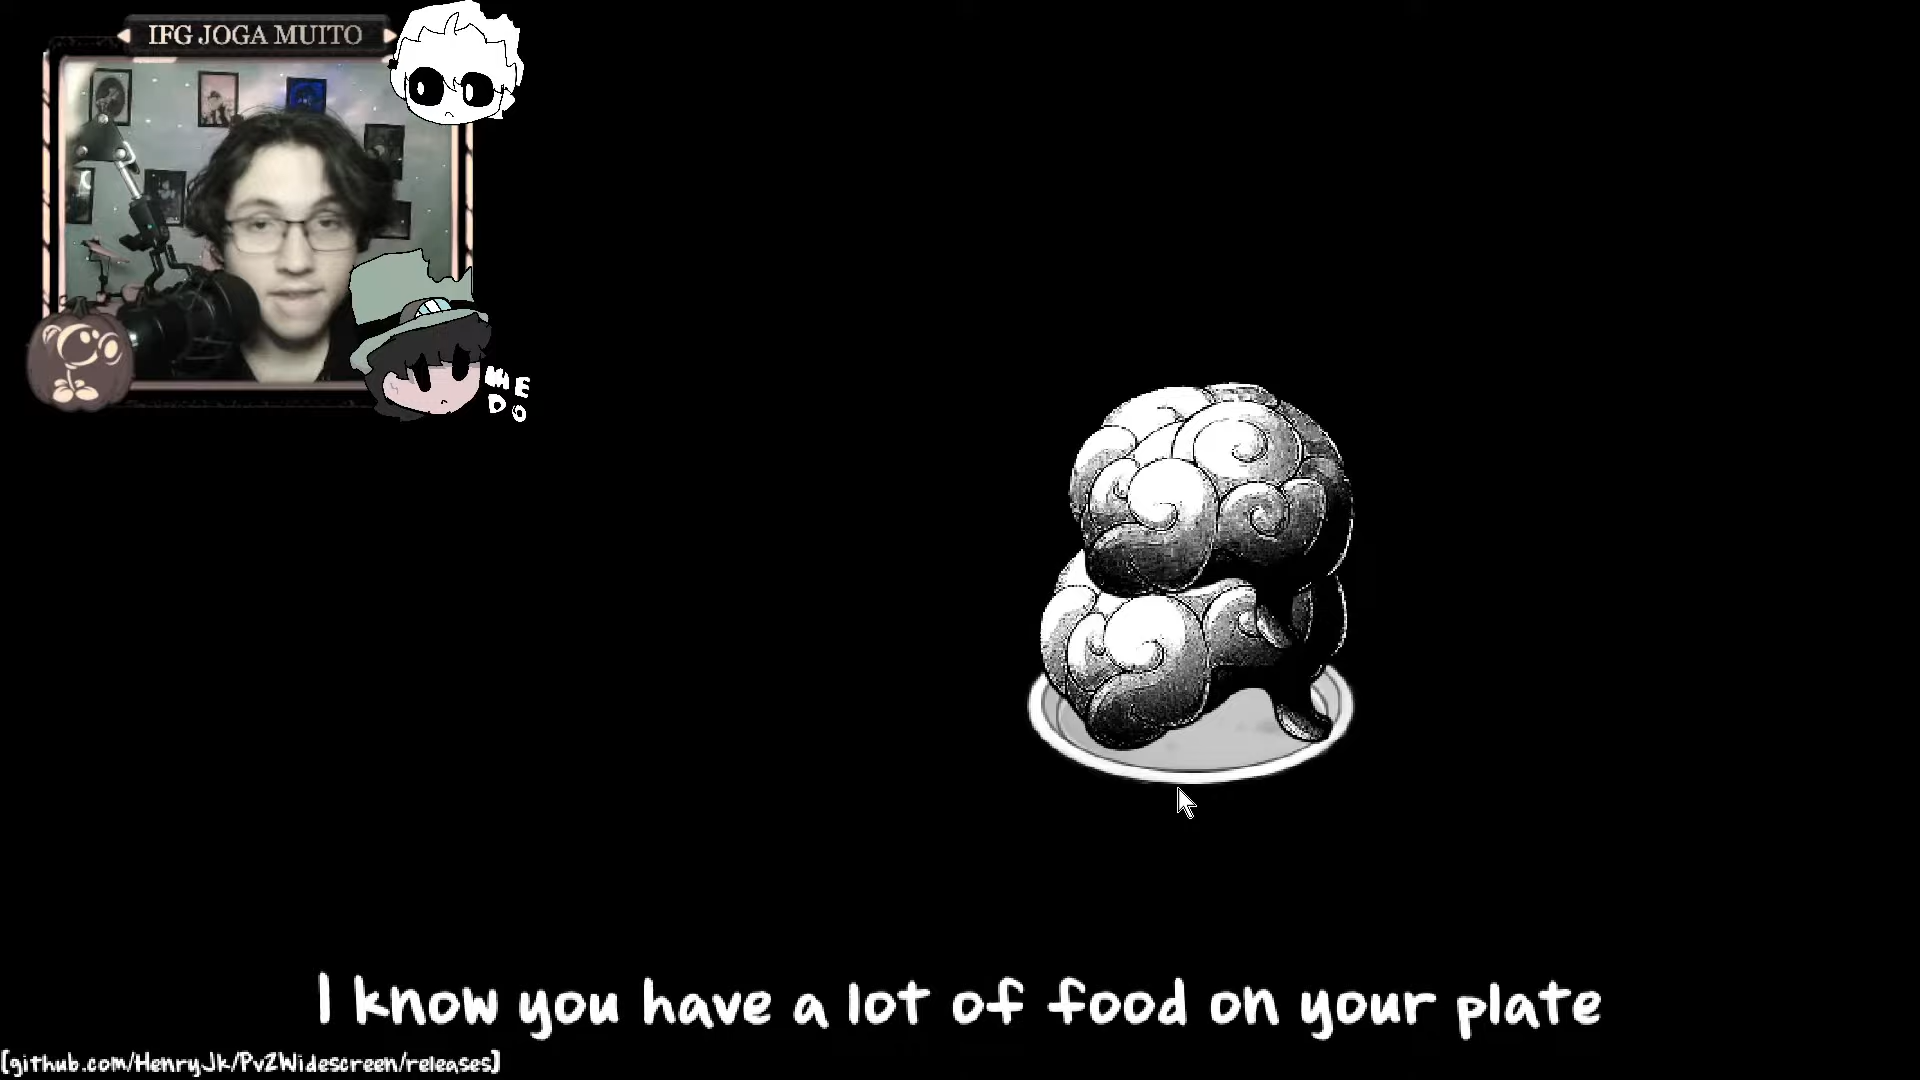 IFG JOGA MUITO
ME
DO
I know you have a lot of food on your plate
[github.com/HenryJk/PvZWidescreen/releases]